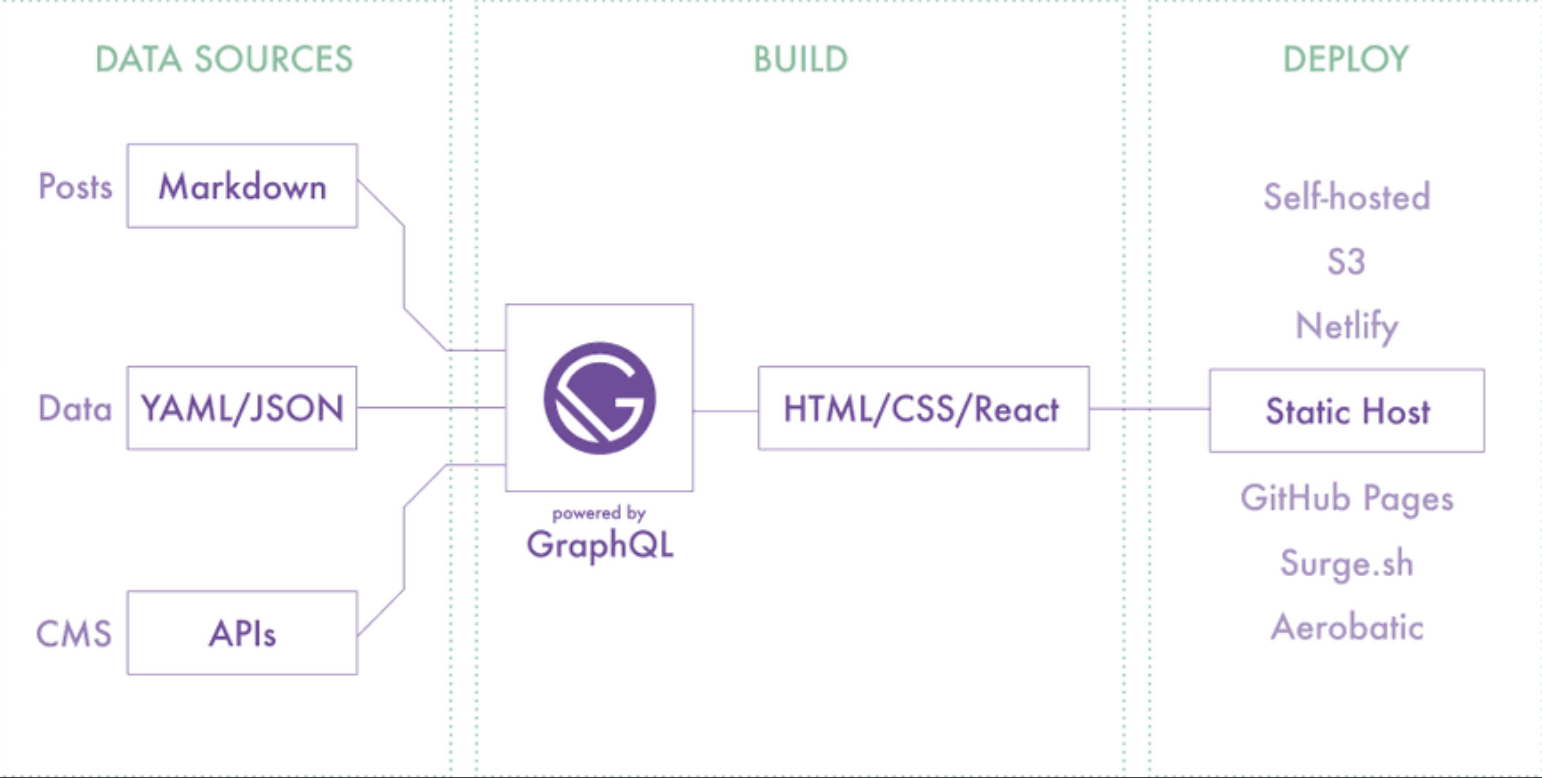 DATA SOURCES
Posts
Markdown
Data
YAML/JSON
CMS
APIs
BUILD
powered by
GraphQL
HTML/CSS/React
DEPLOY
Self-hosted
S3
Netlify
Static Host
GitHub Pages
Surge.sh
Aerobatic